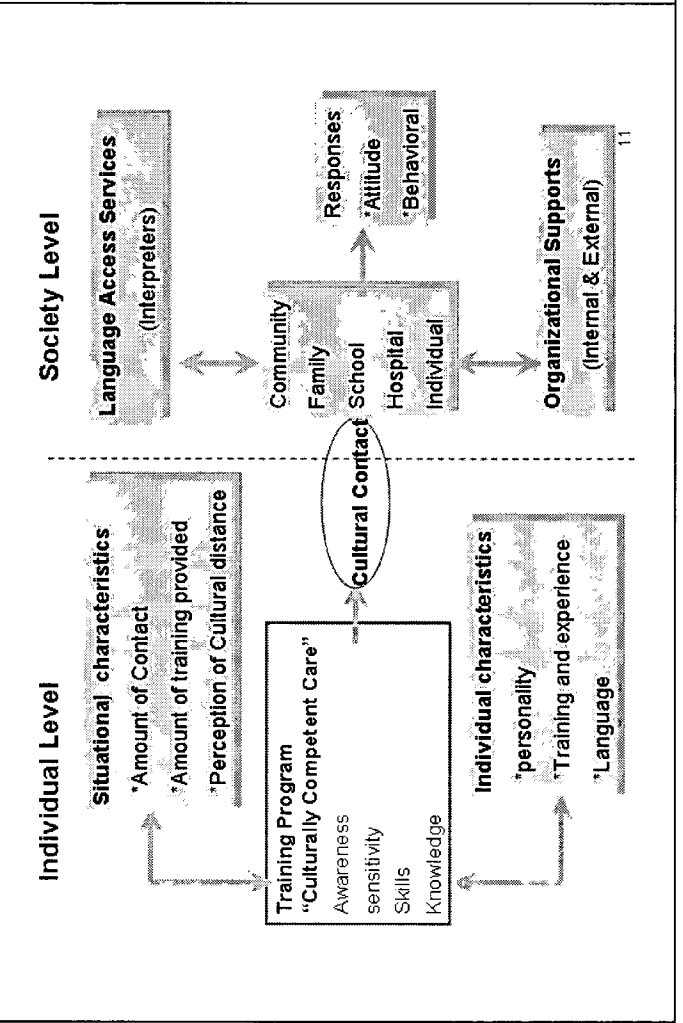 Individual Level
Society Level
Situational characteristics
*Amount of Contact
*Amount of training provided
*Perception of Cultural distance
Training Program
“Culturally Competent Care”
Awareness
sensitivity
Skills
Knowledge
Individual characteristics
*personality
*Training and experience
*Language
Cultural Contact
Language Access Services
(Interpreters)
Community
Family
School
Hospital
Individual
Responses
*Attitude
*Behavioral
Organizational Supports
(Internal & External)
11